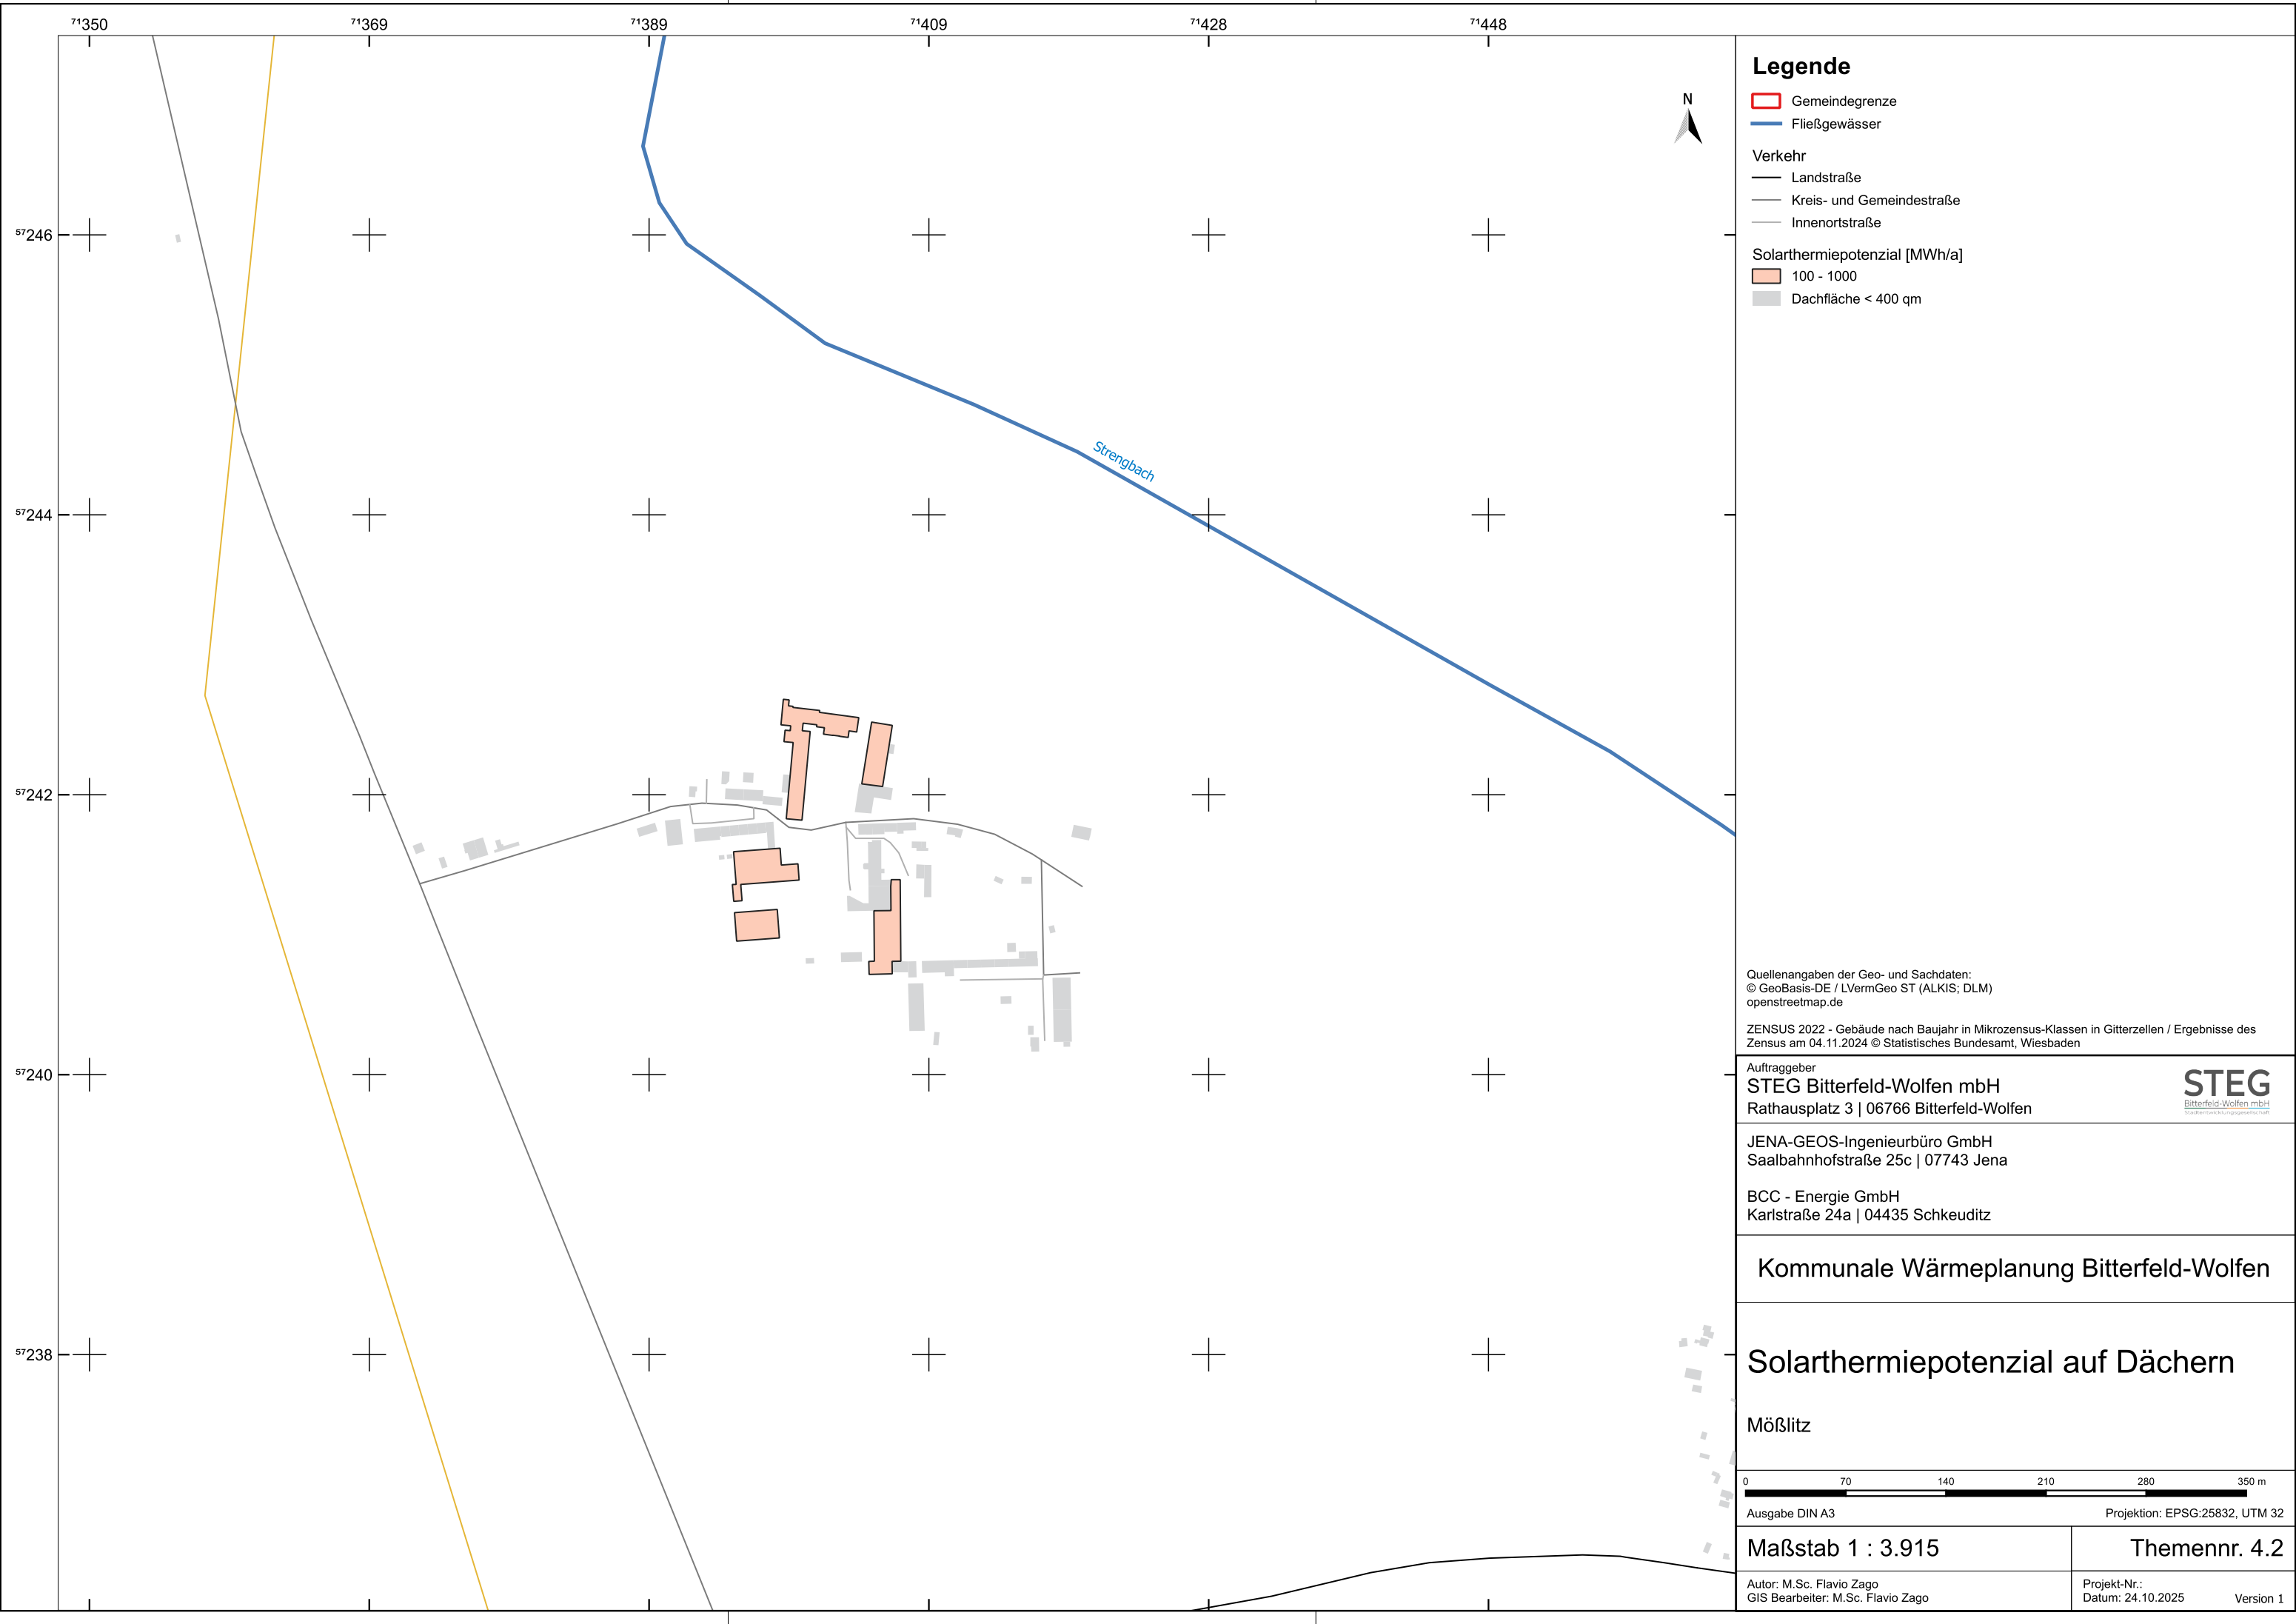 71350 71369 71389 71409 71428 71448
57246
57244
57242
57240
57238
Strengbach
N
Legende
Gemeindegrenze
Fließgewässer
Verkehr
Landstraße
Kreis- und Gemeindestraße
Innenortstraße
Solarthermiepotenzial [MWh/a]
100 - 1000
Dachfläche < 400 qm
Quellenangaben der Geo- und Sachdaten:
© GeoBasis-DE / LVermGeo ST (ALKIS; DLM)
openstreetmap.de
ZENSUS 2022 - Gebäude nach Baujahr in Mikrozensus-Klassen in Gitterzellen / Ergebnisse des
Zensus am 04.11.2024 © Statistisches Bundesamt, Wiesbaden
Auftraggeber
STEG Bitterfeld-Wolfen mbH
Rathausplatz 3 | 06766 Bitterfeld-Wolfen
STEG
Bitterfeld-Wolfen mbH
Stadtentwicklungsgesellschaft
JENA-GEOS-Ingenieurbüro GmbH
Saalbahnhofstraße 25c | 07743 Jena
BCC - Energie GmbH
Karlstraße 24a | 04435 Schkeuditz
Kommunale Wärmeplanung Bitterfeld-Wolfen
Solarthermiepotenzial auf Dächern
Mößlitz
0 70 140 210 280 350 m
Ausgabe DIN A3 Projektion: EPSG:25832, UTM 32
Maßstab 1 : 3.915 Themennr. 4.2
Autor: M.Sc. Flavio Zago Projekt-Nr.:
GIS Bearbeiter: M.Sc. Flavio Zago Datum: 24.10.2025 Version 1